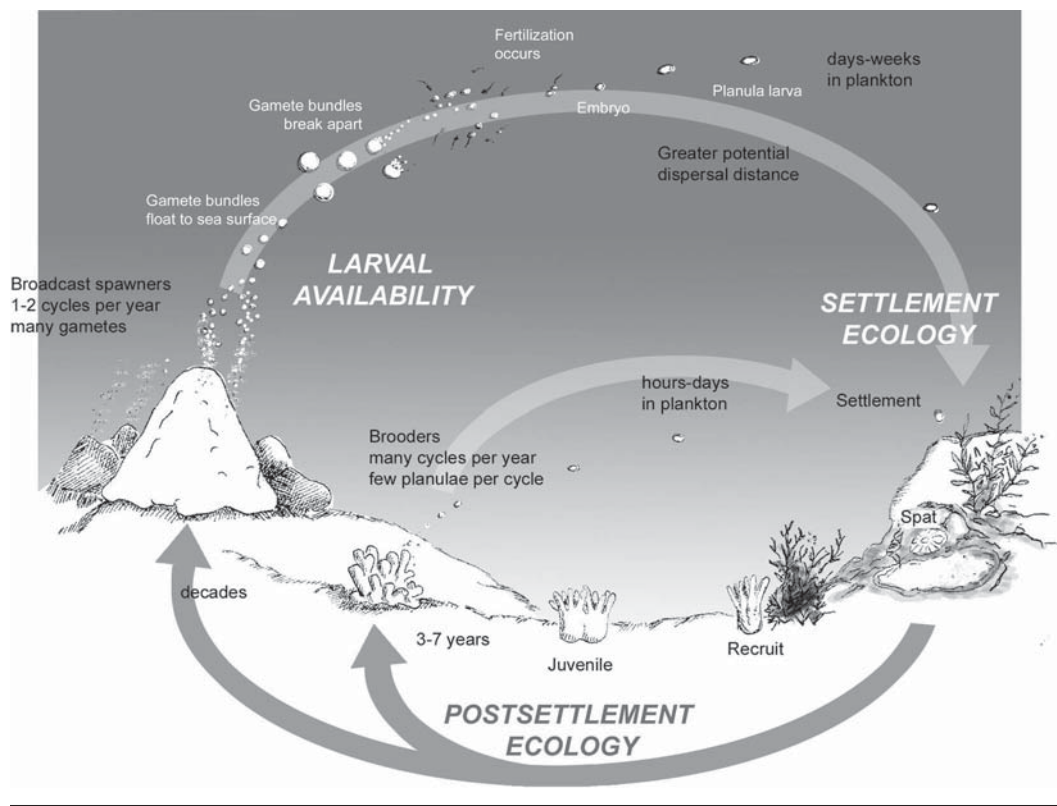 Fertilization
occurs
days-weeks
in plankton
Planula larva
Gamete bundles
break apart
Embryo
Greater potential
dispersal distance
Gamete bundles
float to sea surface
LARVAL
AVAILABILITY
Broadcast spawners
1-2 cycles per year
many gametes
SETTLEMENT
ECOLOGY
hours-days
in plankton
Settlement
Brooders
many cycles per year
few planulae per cycle
Spat
decades
3-7 years
Juvenile
Recruit
POSTSETTLEMENT
ECOLOGY